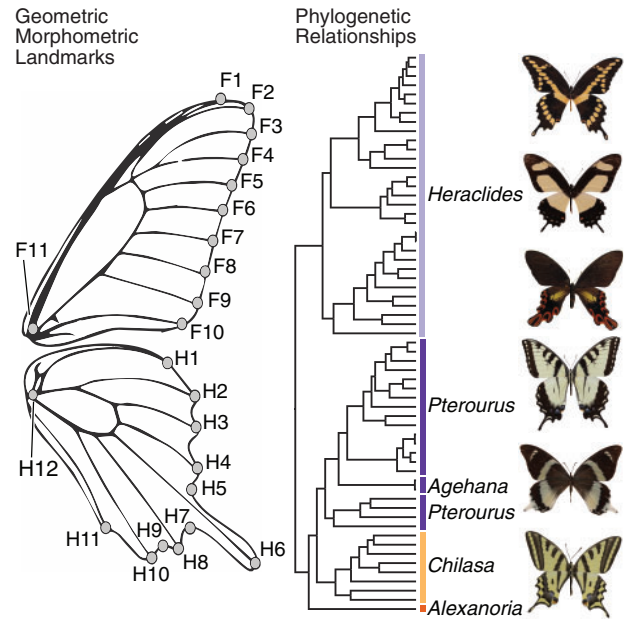 Geometric
Morphometric
Landmarks
Phylogenetic
Relationships
F1
F2
F3
F4
F5
F6
F7
F8
F9
F10
F11
H1
H2
H3
H4
H5
H6
H7
H8
H9
H10
H11
H12
Heraclides
Pterourus
Agehana
Pterourus
Chilasa
Alexanoria